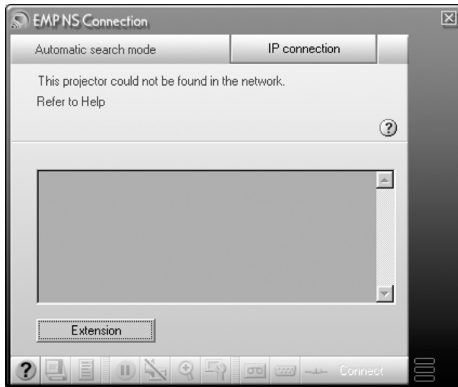 EMP NS Connection
Automatic search mode
IP connection
This projector could not be found in the network.
Refer to Help
?
Extension
?
Connect